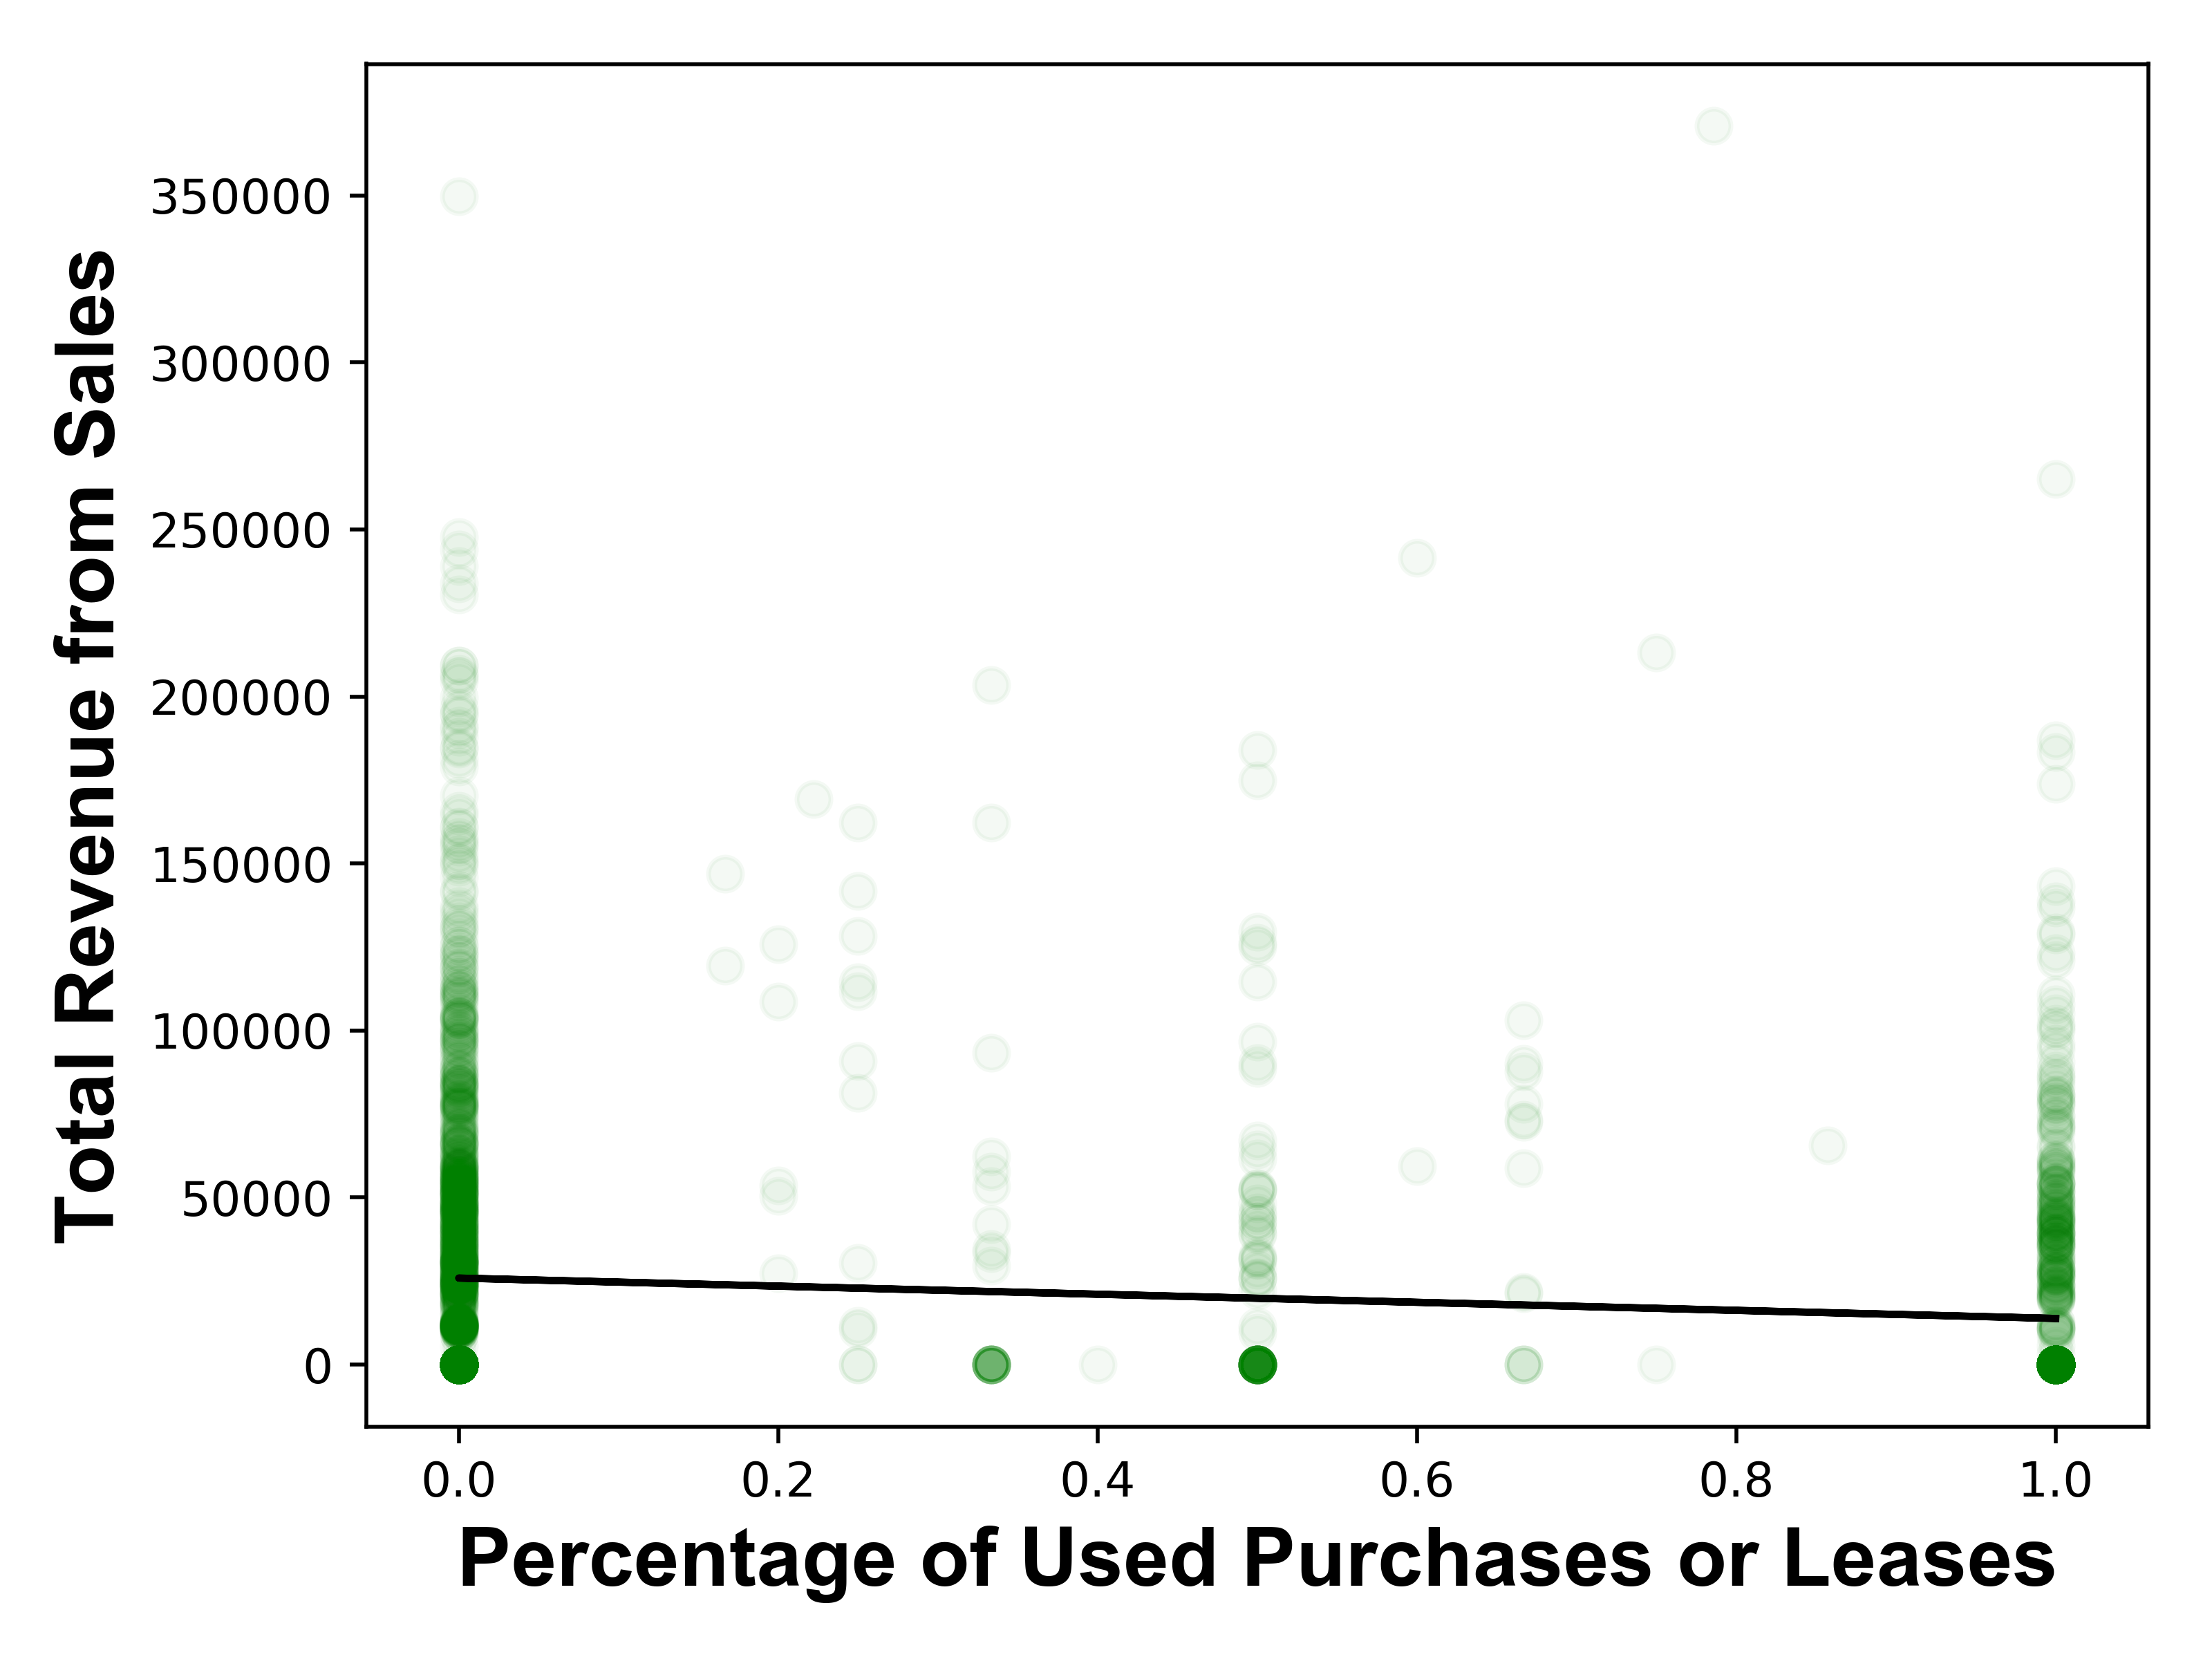 Total Revenue from Sales
350000
300000
250000
200000
150000
100000
50000
0
0.0 0.2 0.4 0.6 0.8 1.0
Percentage of Used Purchases or Leases